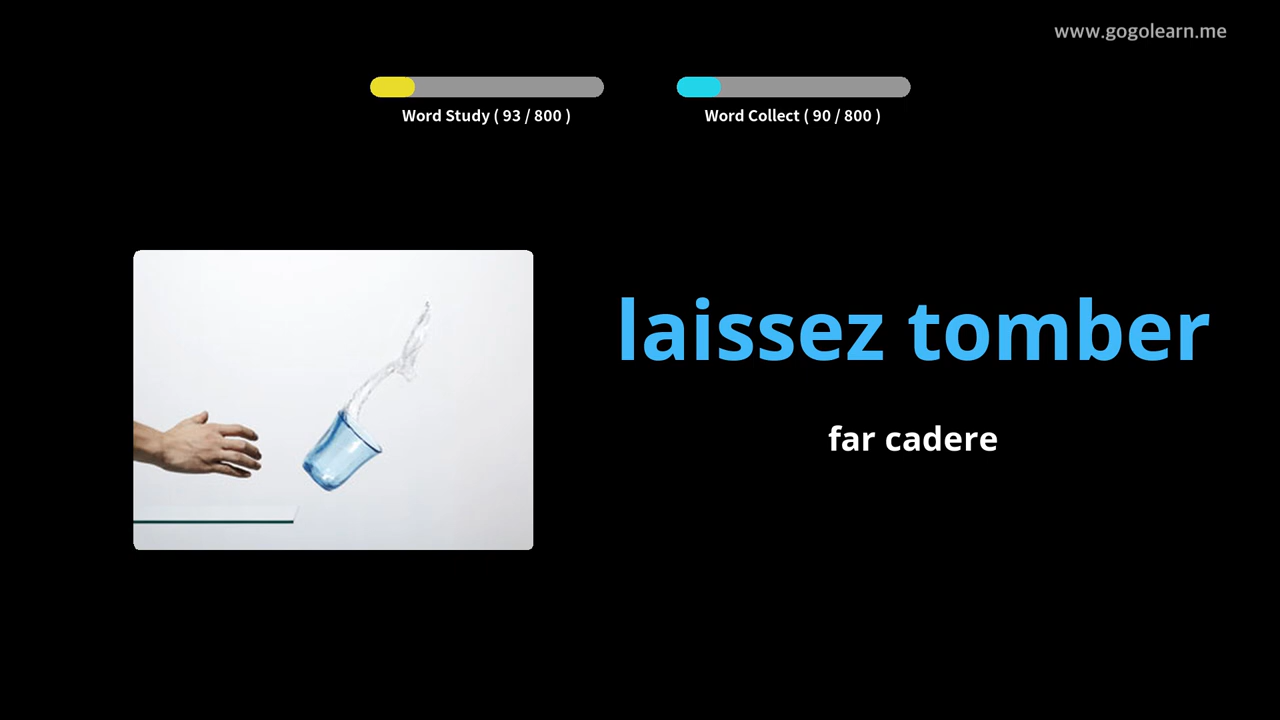 www.gogolearn.me
Word Study ( 93 / 800 )
Word Collect ( 90 / 800 )
laissez tomber
far cadere